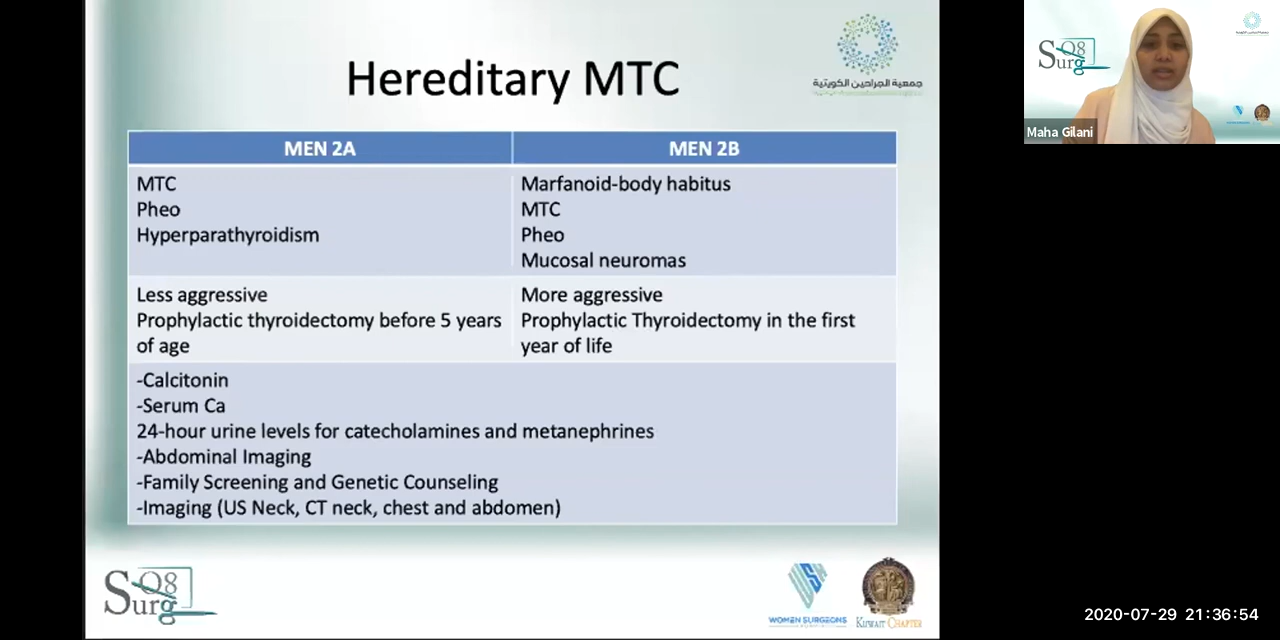 Hereditary MTC
جمعية الجراحين الكويتية
MEN 2A
MEN 2B
MTC
Pheo
Hyperparathyroidism
Marfanoid-body habitus
MTC
Pheo
Mucosal neuromas
Less aggressive
Prophylactic thyroidectomy before 5 years
of age
More aggressive
Prophylactic Thyroidectomy in the first
year of life
-Calcitonin
-Serum Ca
24-hour urine levels for catecholamines and metanephrines
-Abdominal Imaging
-Family Screening and Genetic Counseling
-Imaging (US Neck, CT neck, chest and abdomen)
SurgQ8
WOMEN SURGEONS
KUWAIT CHAPTER
SurgQ8
Maha Gilani
2020-07-29 21:36:54